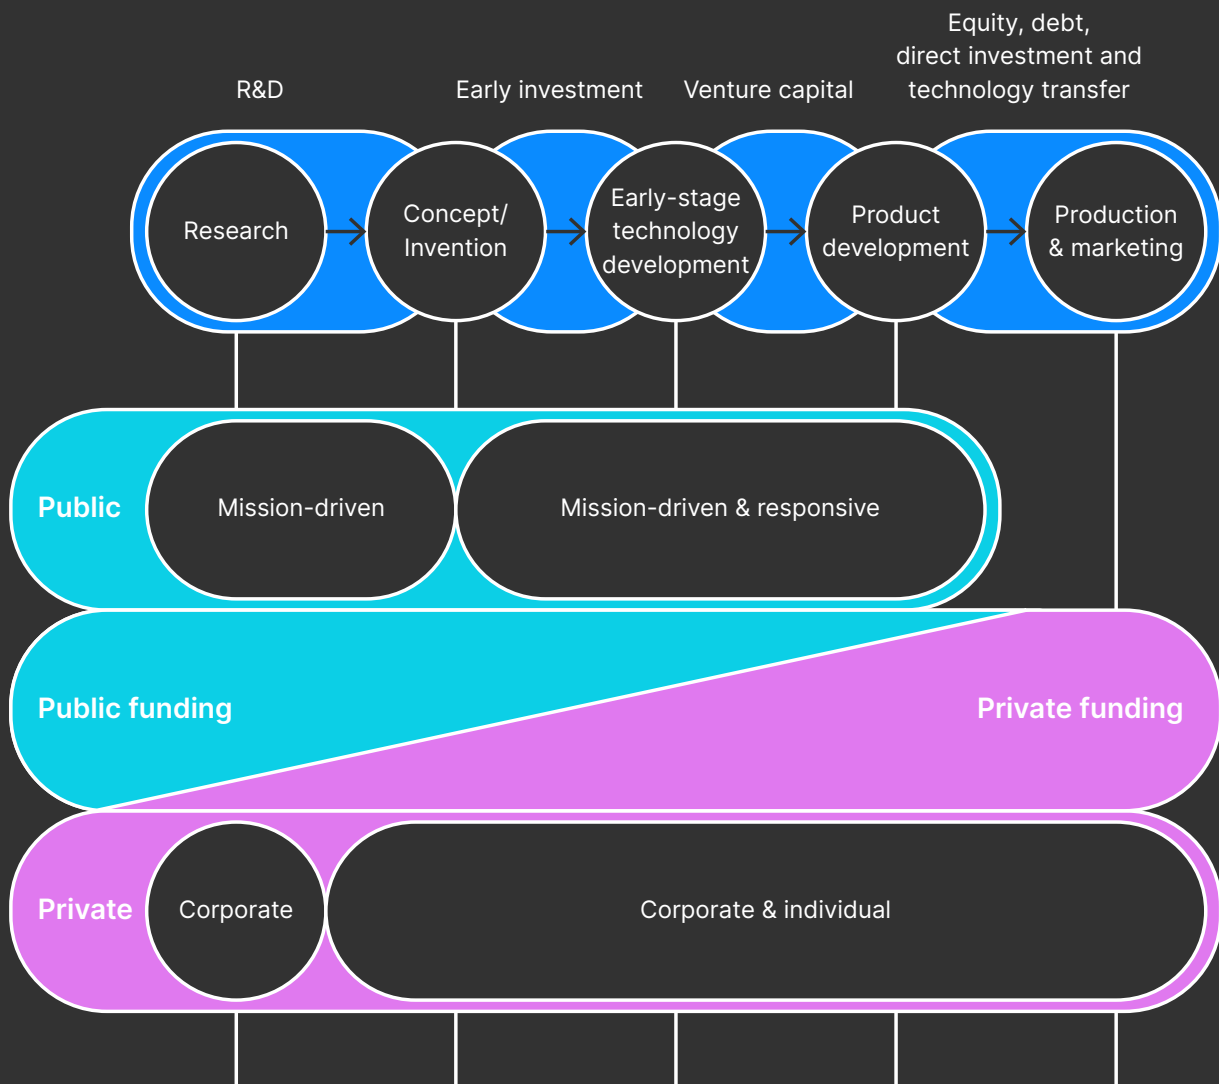 R&D
Early investment
Venture capital
Equity, debt,
direct investment and
technology transfer
Research
Concept/
Invention
Early-stage
technology
development
Product
development
Production
& marketing
Public
Mission-driven
Mission-driven & responsive
Public funding
Private funding
Private
Corporate
Corporate & individual